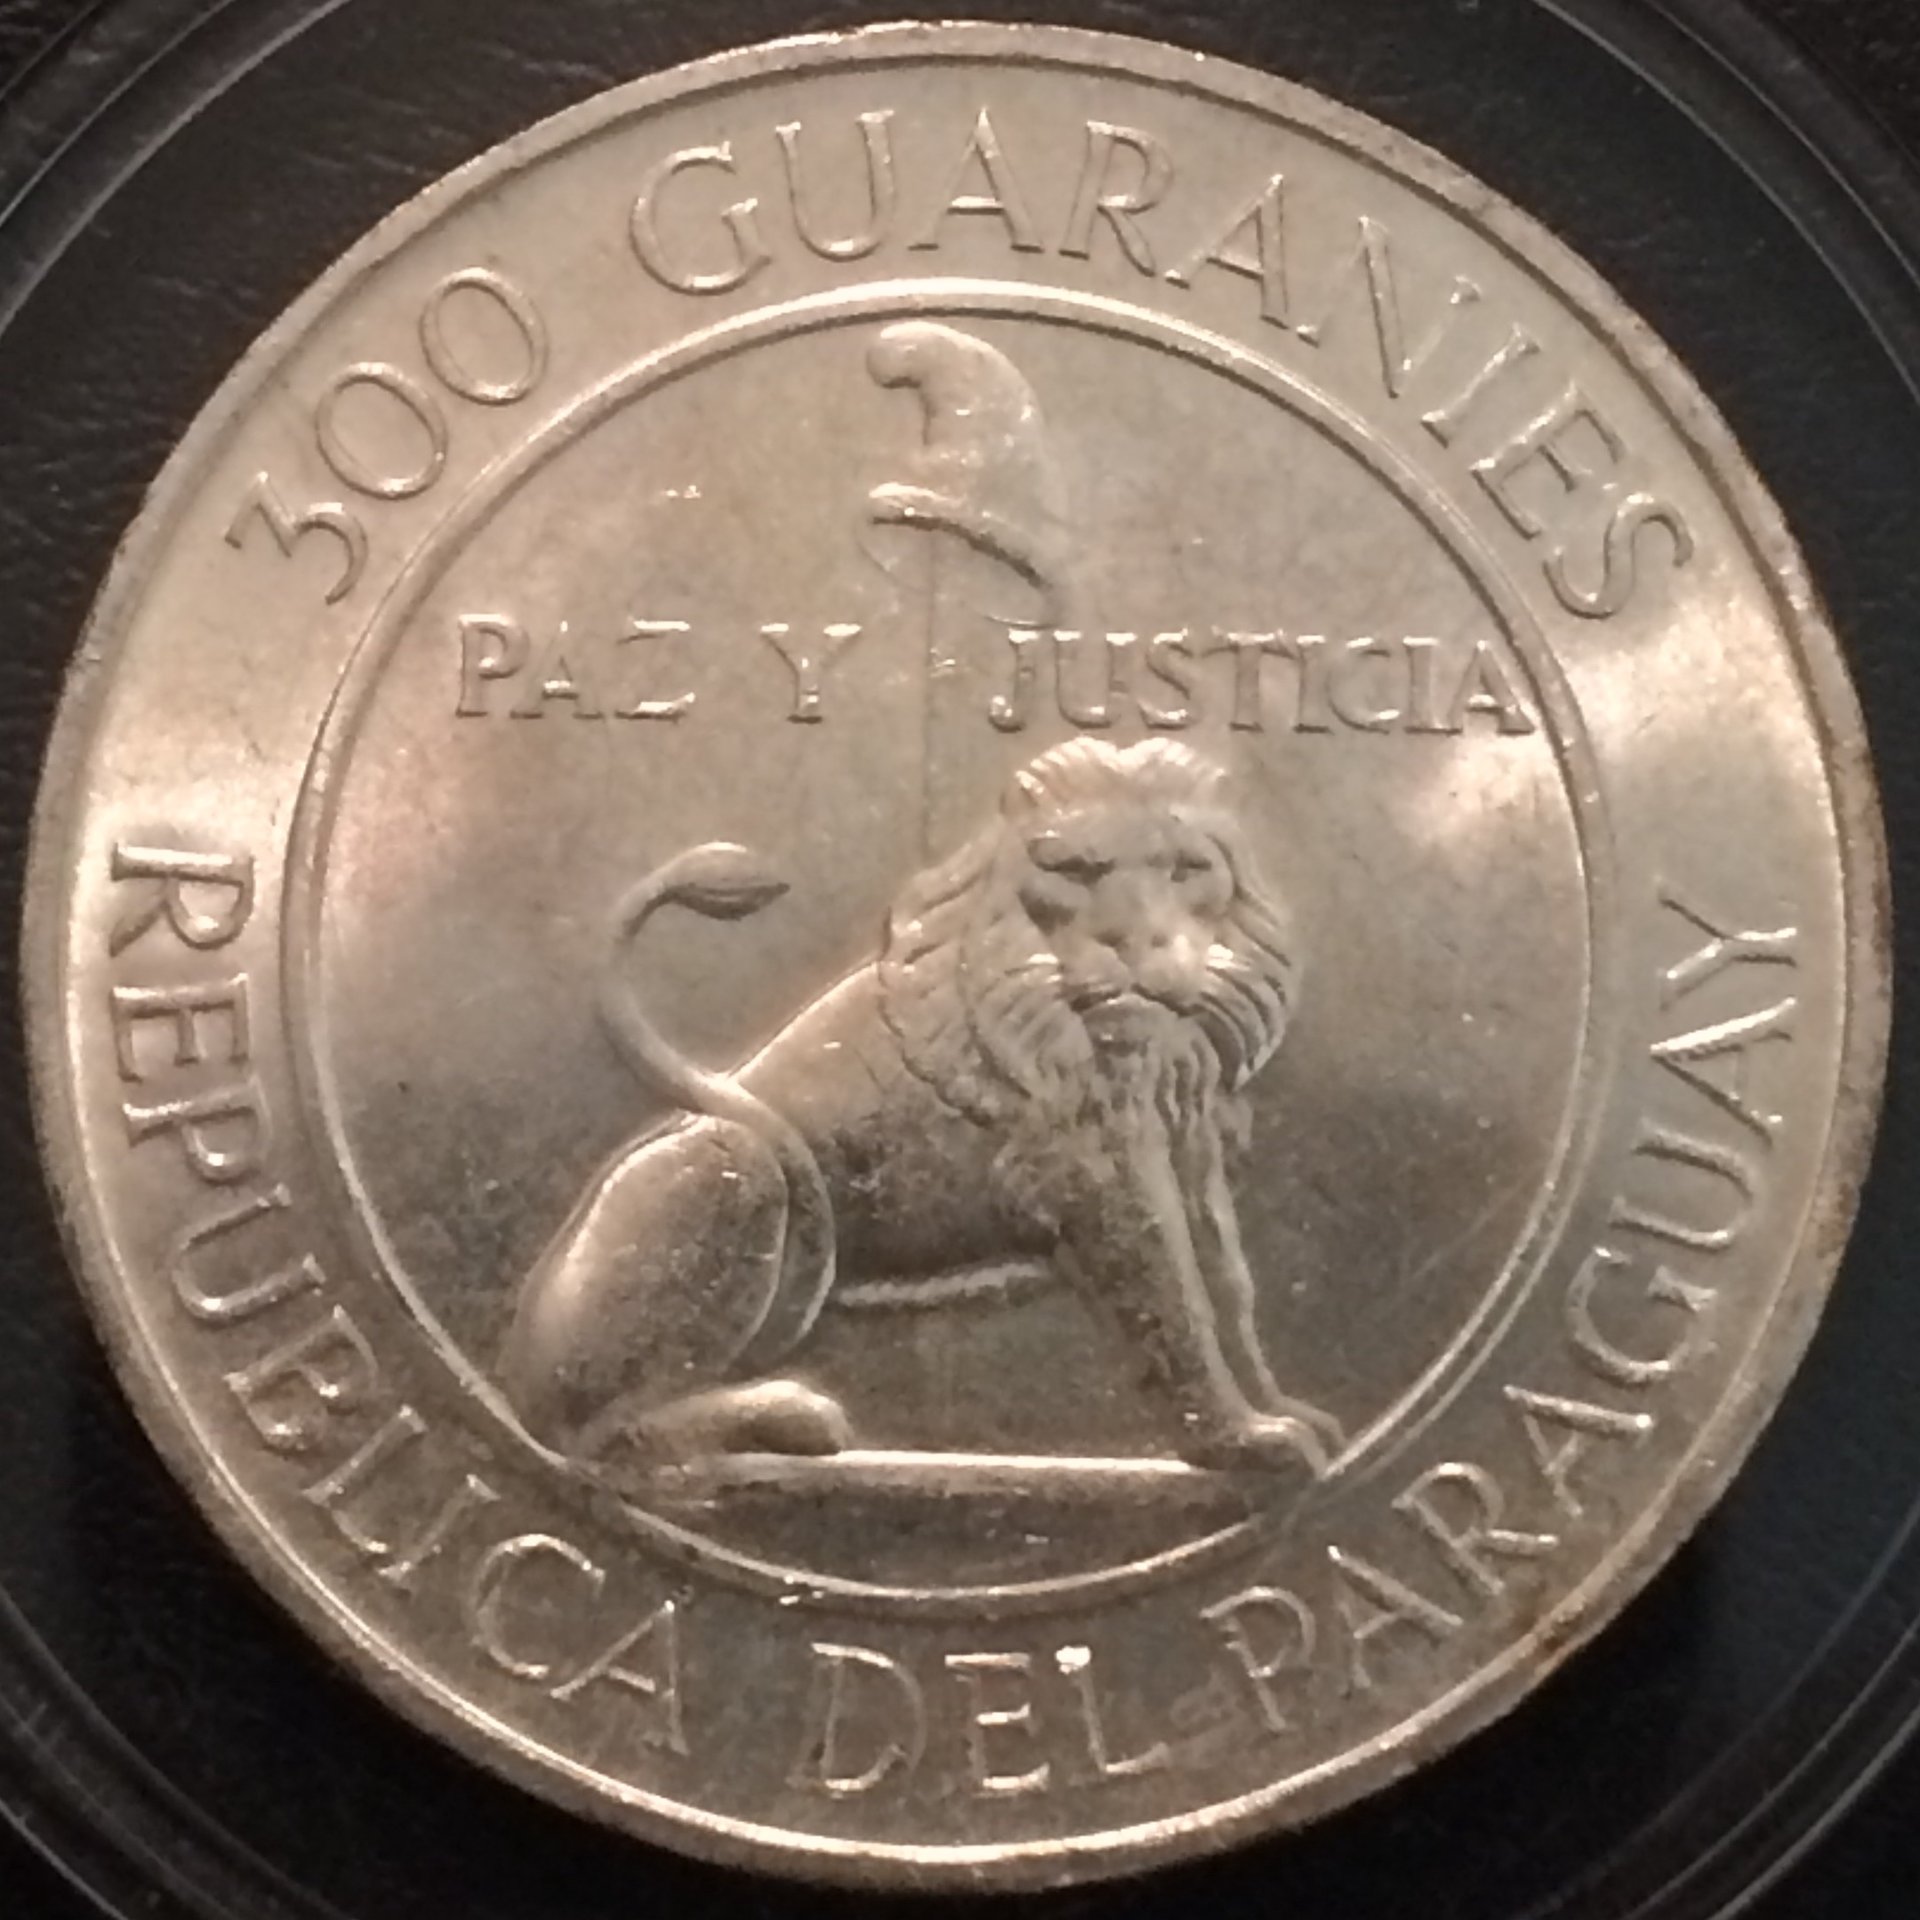 300 GUARANIES
PAZ Y JUSTICIA
REPUBLICA DEL PARAGUAY